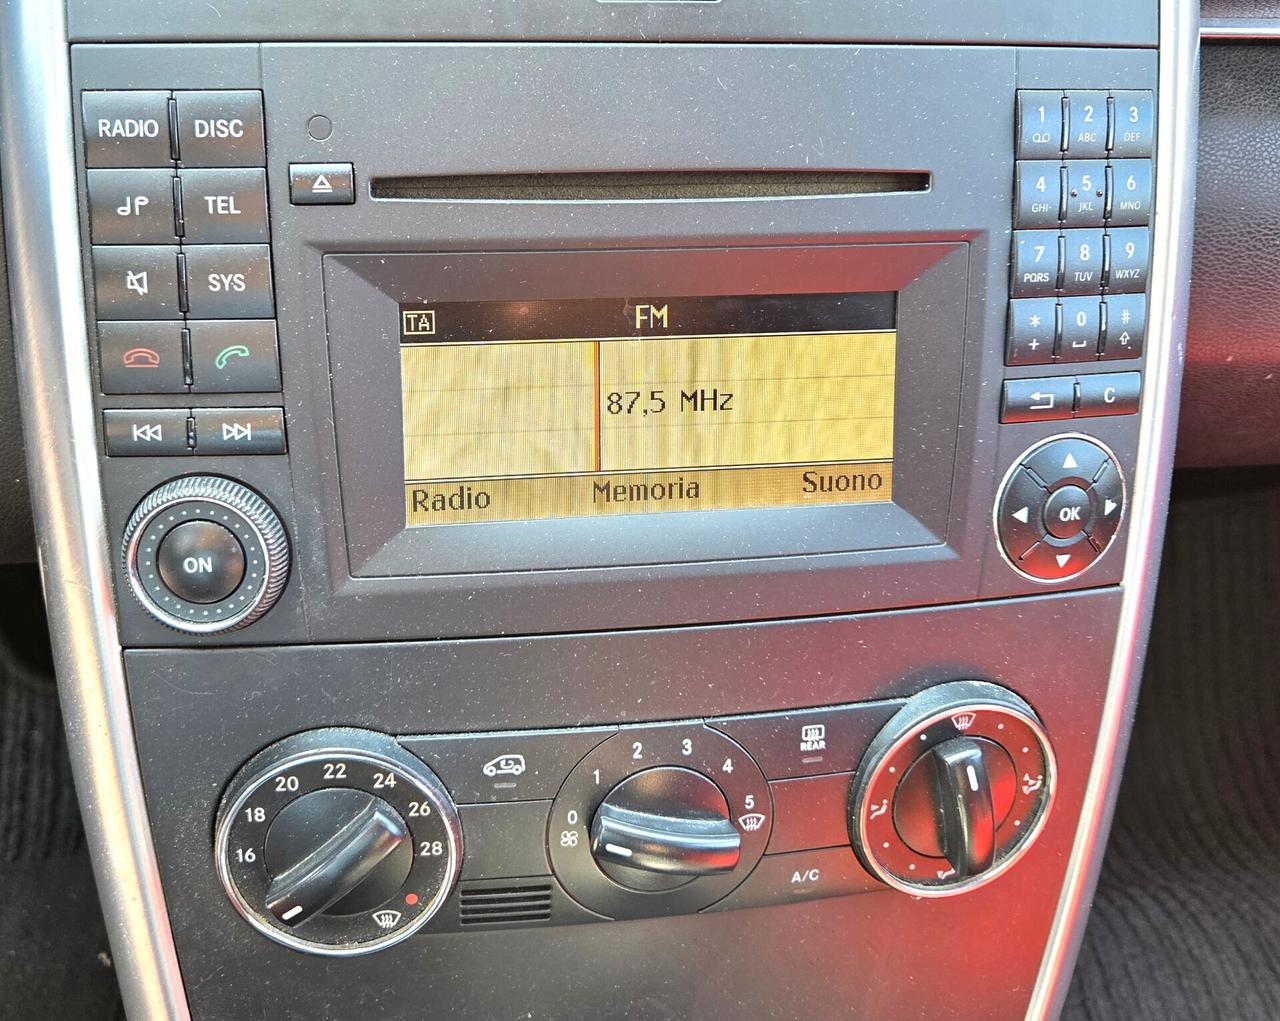 RADIO DISC
TEL
SYS
TA FM
87,5 MHz
Radio Memoria Suono
ON
1 2 3
ABC DEF
4 5 6
GHI JKL MNO
7 8 9
PQRS TUV WXYZ
* 0 #
+
C
OK
16 18 20 22 24 26 28
0 1 2 3 4 5
REAR
A/C